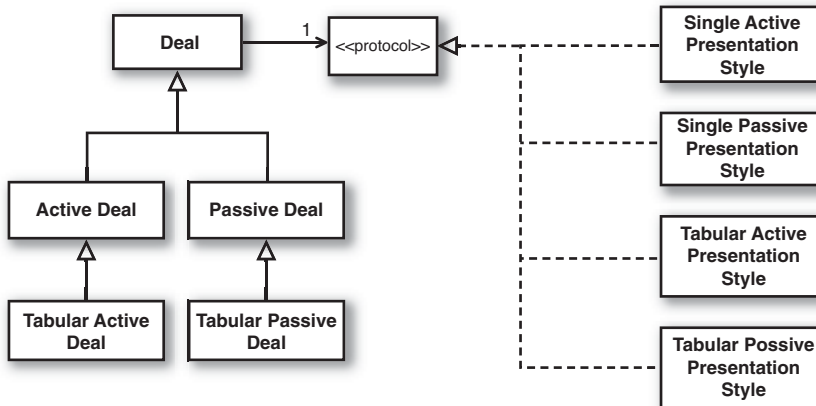 Deal
1
<<protocol>>
Single Active
Presentation
Style
Single Passive
Presentation
Style
Active Deal
Passive Deal
Tabular Active
Presentation
Style
Tabular Active
Deal
Tabular Passive
Deal
Tabular Possive
Presentation
Style